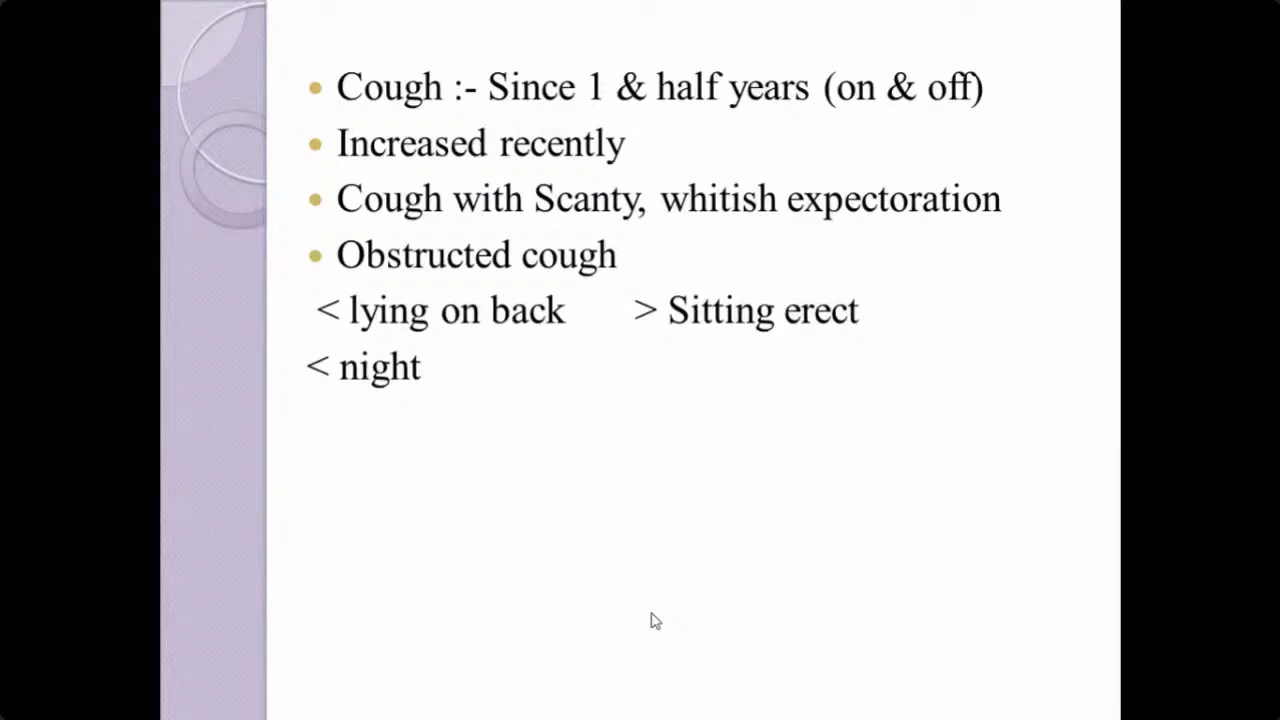 • Cough :- Since 1 & half years (on & off)
• Increased recently
• Cough with Scanty, whitish expectoration
• Obstructed cough
< lying on back > Sitting erect
< night